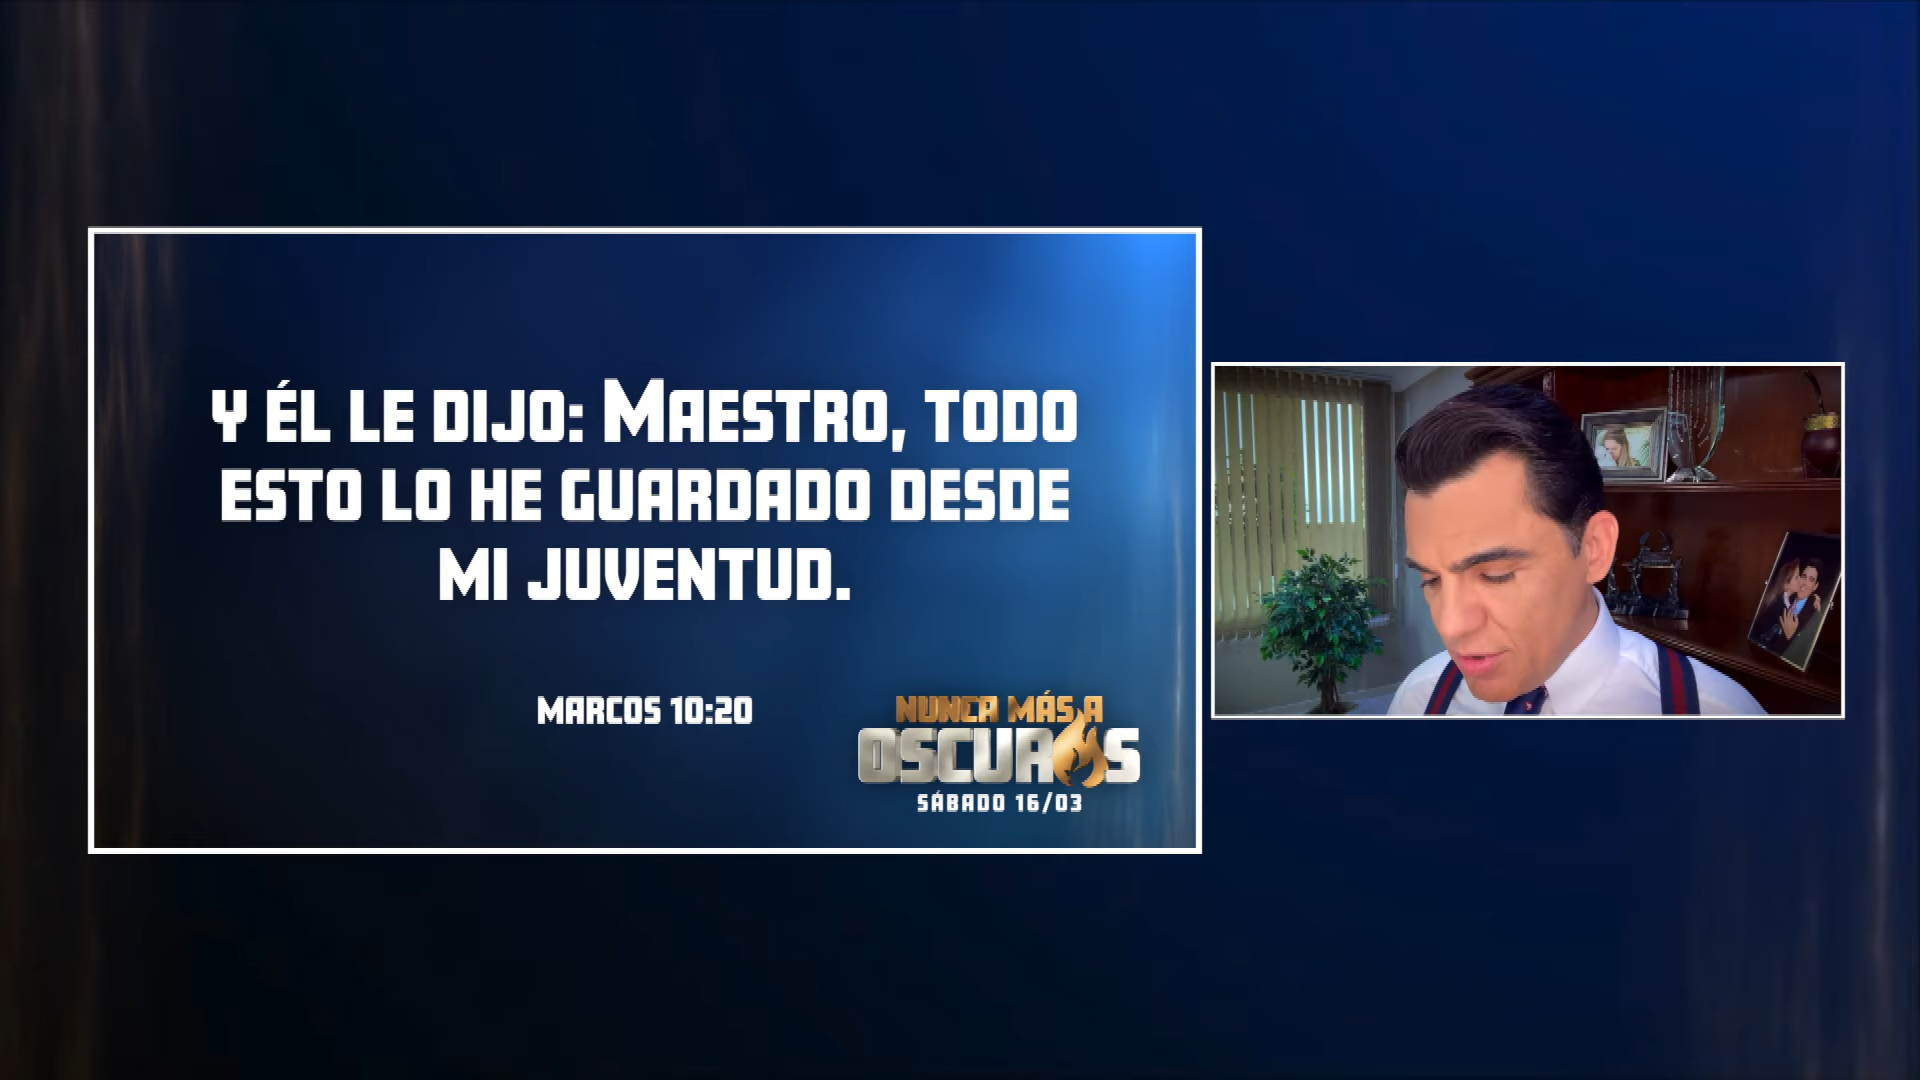 Y ÉL LE DIJO: MAESTRO, TODO
ESTO LO HE GUARDADO DESDE
MI JUVENTUD.
MARCOS 10:20
NUNCA MÁS A
OSCURAS
SÁBADO 16/03